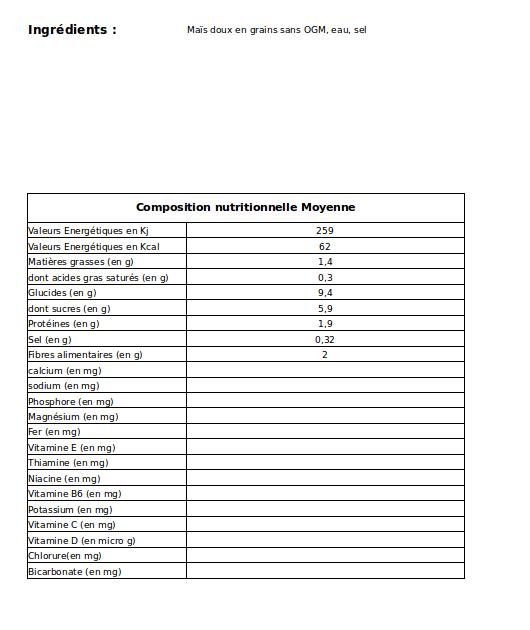 Ingrédients : Maïs doux en grains sans OGM, eau, sel
Composition nutritionnelle Moyenne
Valeurs Energétiques en Kj 259
Valeurs Energétiques en Kcal 62
Matières grasses (en g) 1,4
dont acides gras saturés (en g) 0,3
Glucides (en g) 9,4
dont sucres (en g) 5,9
Protéines (en g) 1,9
Sel (en g) 0,32
Fibres alimentaires (en g) 2
calcium (en mg)
sodium (en mg)
Phosphore (en mg)
Magnésium (en mg)
Fer (en mg)
Vitamine E (en mg)
Thiamine (en mg)
Niacine (en mg)
Vitamine B6 (en mg)
Potassium (en mg)
Vitamine C (en mg)
Vitamine D (en micro g)
Chlorure(en mg)
Bicarbonate (en mg)